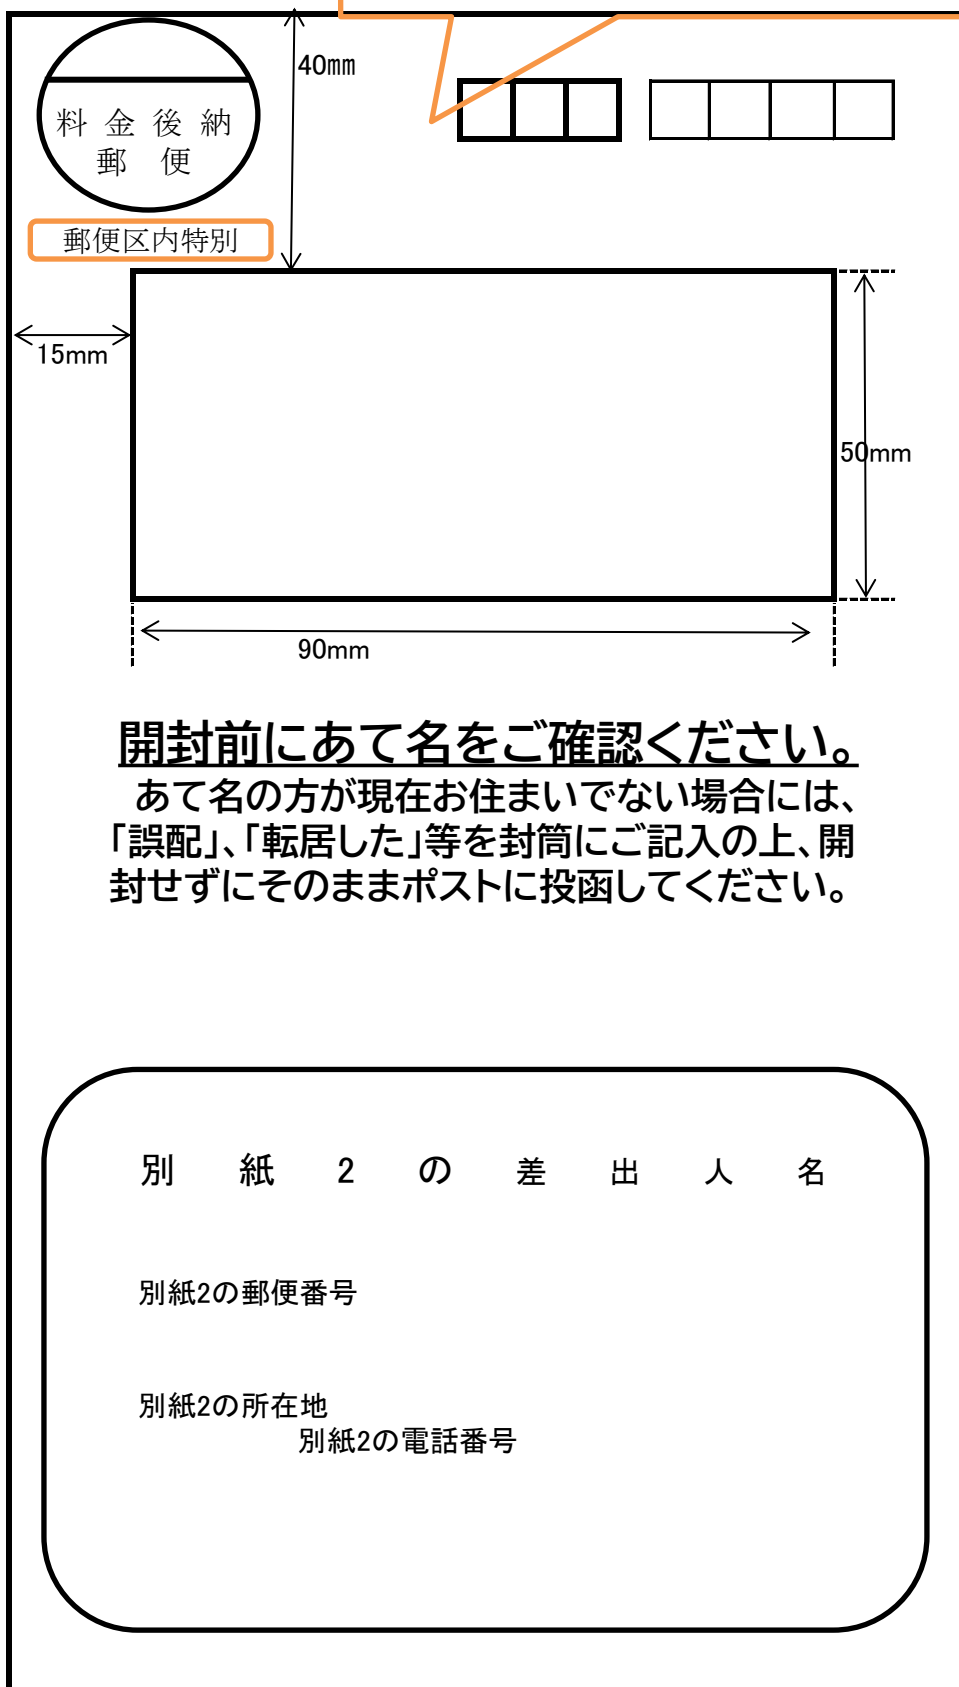 40mm
料金後納
郵便
郵便区内特別
15mm
50mm
90mm
開封前にあて名をご確認ください。
あて名の方が現在お住まいでない場合には、
「誤配」、「転居した」等を封筒にご記入の上、開
封せずにそのままポストに投函してください。
別紙2の差出人名
別紙2の郵便番号
別紙2の所在地
別紙2の電話番号